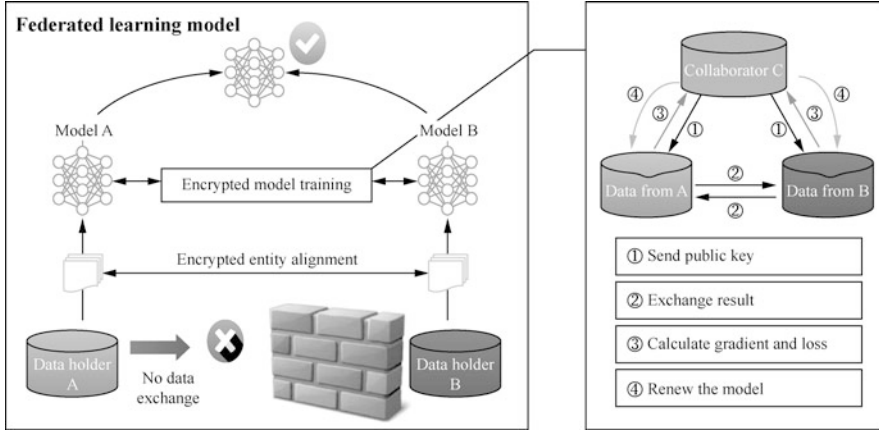 Federated learning model
Model A
Model B
Encrypted model training
Encrypted entity alignment
Data holder
A
No data
exchange
Data holder
B
Collaborator C
④
③
①
①
③
④
Data from A
②
②
Data from B
① Send public key
② Exchange result
③ Calculate gradient and loss
④ Renew the model